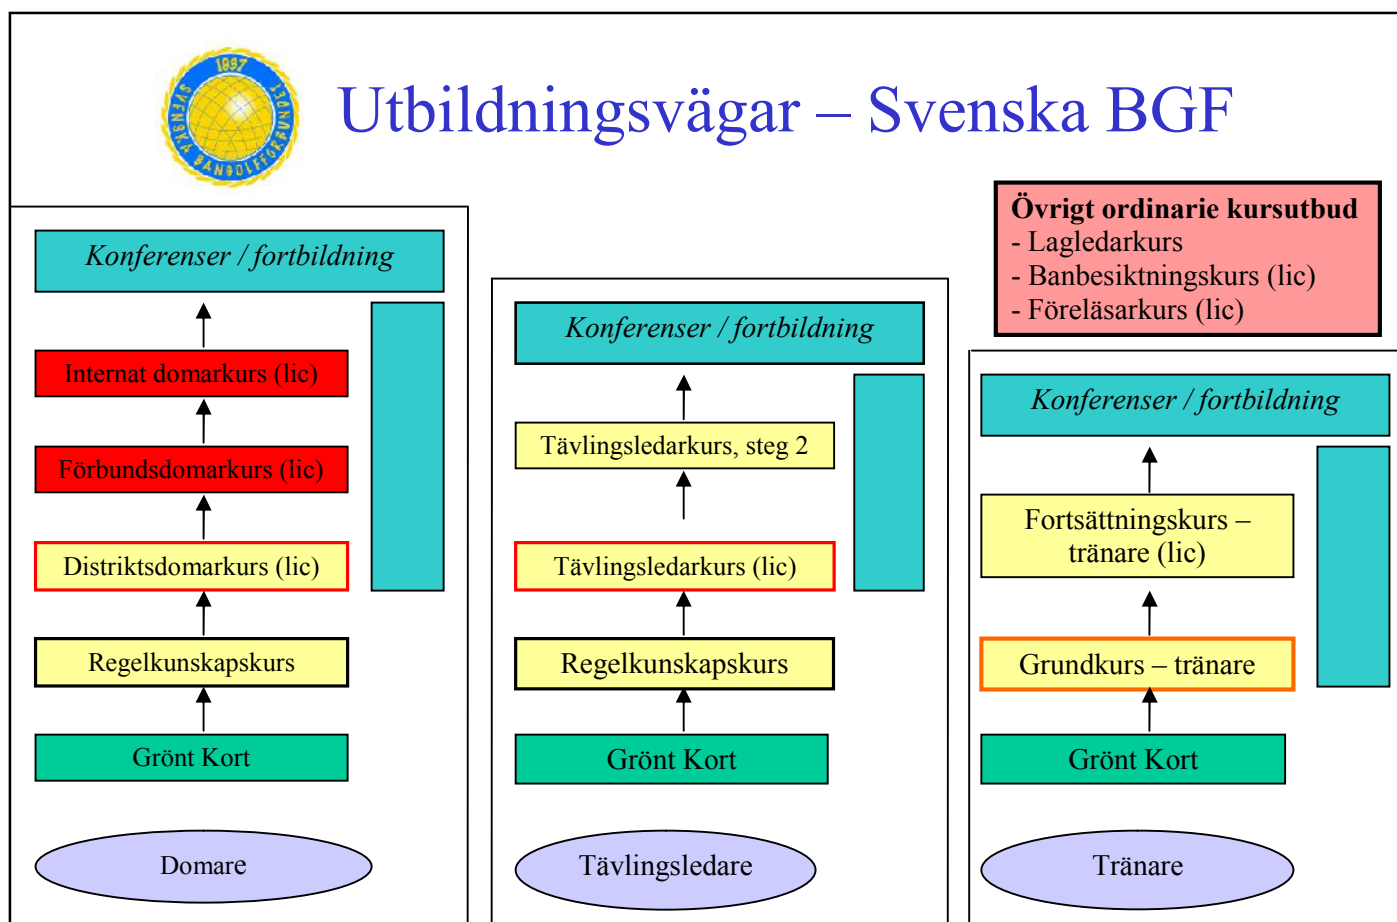 1997
SVENSKA BANGOLFFÖRBUNDET
Utbildningsvägar – Svenska BGF
Övrigt ordinarie kursutbud
- Lagledarkurs
- Banbesiktningskurs (lic)
- Föreläsarkurs (lic)
Konferenser / fortbildning
Internat domarkurs (lic)
Förbundsdomarkurs (lic)
Distriktsdomarkurs (lic)
Regelkunskapskurs
Grönt Kort
Domare
Konferenser / fortbildning
Tävlingsledarkurs, steg 2
Tävlingsledarkurs (lic)
Regelkunskapskurs
Grönt Kort
Tävlingsledare
Konferenser / fortbildning
Fortsättningskurs –
tränare (lic)
Grundkurs – tränare
Grönt Kort
Tränare